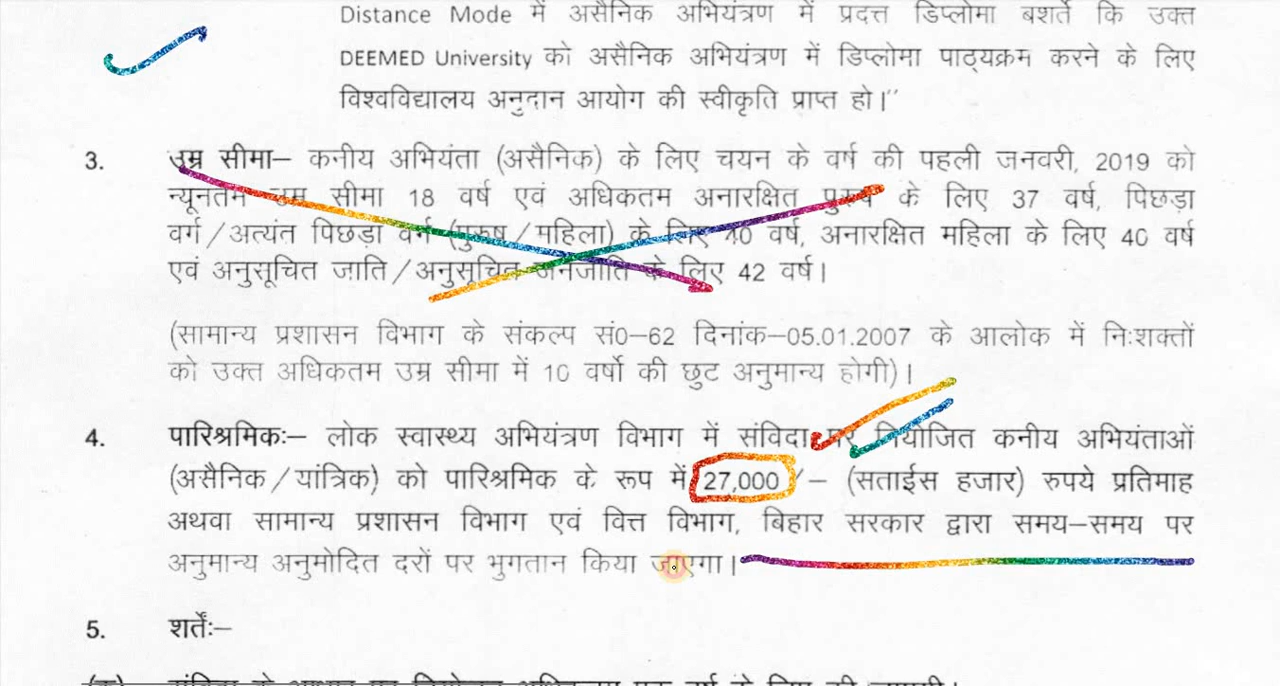 Distance Mode में असैनिक अभियंत्रण में प्रदत्त डिप्लोमा बशर्ते कि उक्त
DEEMED University को असैनिक अभियंत्रण में डिप्लोमा पाठ्यक्रम करने के लिए
विश्वविद्यालय अनुदान आयोग की स्वीकृति प्राप्त हो।"
3. उम्र सीमा– कनीय अभियंता (असैनिक) के लिए चयन के वर्ष की पहली जनवरी, 2019 को
न्यूनतम उम्र सीमा 18 वर्ष एवं अधिकतम अनारक्षित पुरुष के लिए 37 वर्ष, पिछड़ा
वर्ग/अत्यंत पिछड़ा वर्ग (पुरुष/महिला) के लिए 40 वर्ष, अनारक्षित महिला के लिए 40 वर्ष
एवं अनुसूचित जाति/अनुसूचित जनजाति के लिए 42 वर्ष।
(सामान्य प्रशासन विभाग के संकल्प सं0–62 दिनांक–05.01.2007 के आलोक में निःशक्तों
को उक्त अधिकतम उम्र सीमा में 10 वर्षो की छुट अनुमान्य होगी)।
4. पारिश्रमिकः– लोक स्वास्थ्य अभियंत्रण विभाग में संविदा पर नियोजित कनीय अभियंताओं
(असैनिक/यांत्रिक) को पारिश्रमिक के रूप में 27,000/– (सताईस हजार) रुपये प्रतिमाह
अथवा सामान्य प्रशासन विभाग एवं वित्त विभाग, बिहार सरकार द्वारा समय–समय पर
अनुमान्य अनुमोदित दरों पर भुगतान किया जाएगा।
5. शर्तेंः–